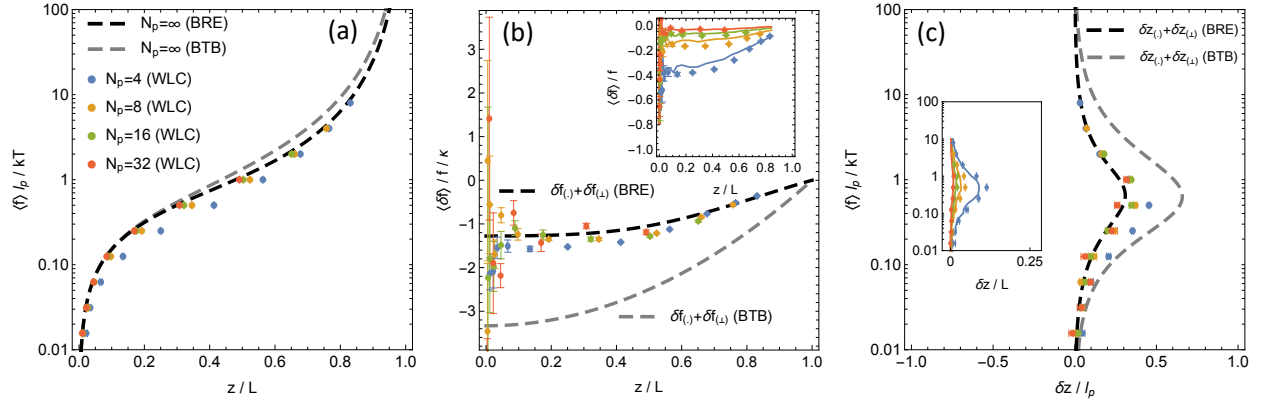 (a)
N_p=∞ (BRE)
N_p=∞ (BTB)
N_p=4 (WLC)
N_p=8 (WLC)
N_p=16 (WLC)
N_p=32 (WLC)
⟨f⟩ l_p / kT
100
10
1
0.10
0.01
0.0 0.2 0.4 0.6 0.8 1.0
z / L
(b)
⟨δf⟩ / f / κ
3
2
1
0
-1
-2
-3
0.0 0.2 0.4 0.6 0.8 1.0
z / L
δf_(.)+δf_(⊥) (BRE)
δf_(.)+δf_(⊥) (BTB)
⟨δf⟩ / f
0.0
-0.2
-0.4
-0.6
-0.8
-1.0
0.0 0.2 0.4 0.6 0.8 1.0
z / L
(c)
δz_(.)+δz_(⊥) (BRE)
δz_(.)+δz_(⊥) (BTB)
⟨f⟩ l_p / kT
100
10
1
0.10
0.01
-1.0 -0.5 0.0 0.5 1.0
δz / l_p
⟨f⟩ l_p / kT
100
10
1
0.10
0.01
0 0.25
δz / L